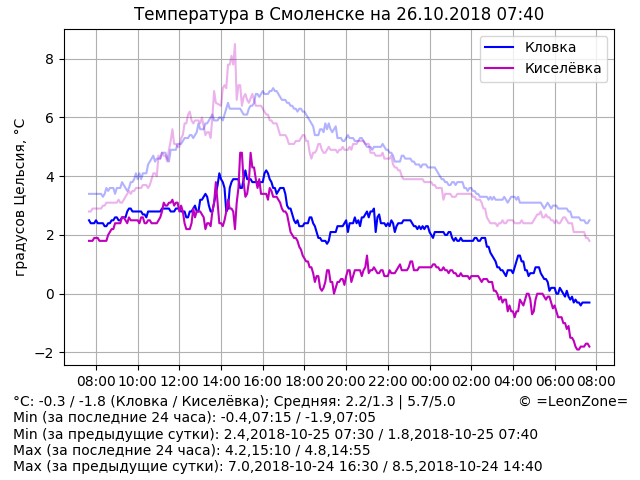 Температура в Смоленске на 26.10.2018 07:40
градусов Цельсия, °C
8
6
4
2
0
−2
Кловка
Киселёвка
08:00 10:00 12:00 14:00 16:00 18:00 20:00 22:00 00:00 02:00 04:00 06:00 08:00
°C: -0.3 / -1.8 (Кловка / Киселёвка); Средняя: 2.2/1.3 | 5.7/5.0 © =LeonZone=
Min (за последние 24 часа): -0.4,07:15 / -1.9,07:05
Min (за предыдущие сутки): 2.4,2018-10-25 07:30 / 1.8,2018-10-25 07:40
Max (за последние 24 часа): 4.2,15:10 / 4.8,14:55
Max (за предыдущие сутки): 7.0,2018-10-24 16:30 / 8.5,2018-10-24 14:40